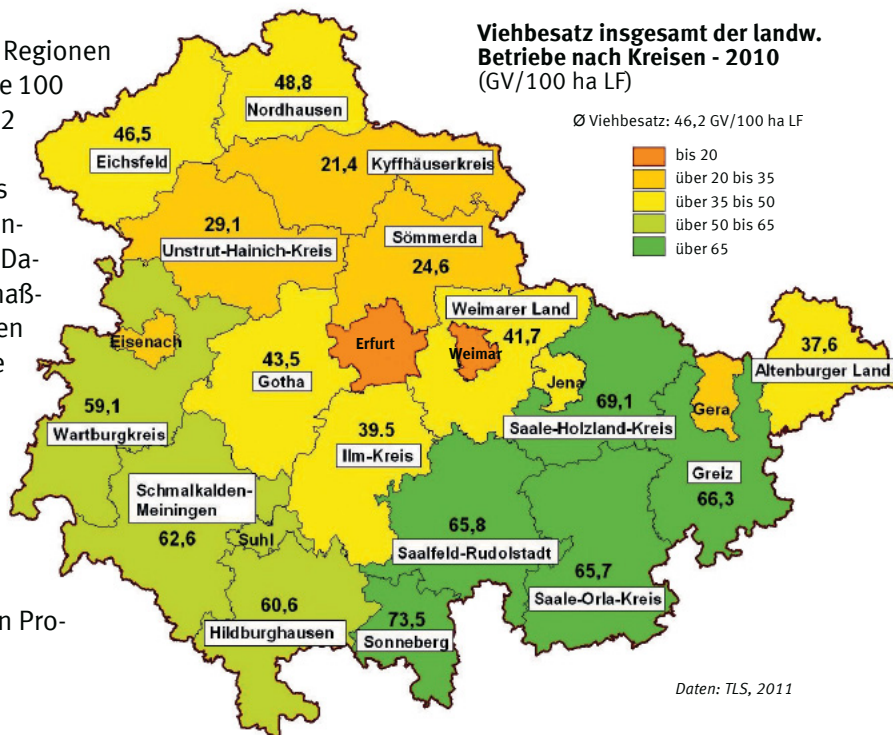 Regionen
e 100
2
s
n-
Da-
naß-
en
e
n Pro-
Viehbesatz insgesamt der landw.
Betriebe nach Kreisen - 2010
(GV/100 ha LF)
Ø Viehbesatz: 46,2 GV/100 ha LF
bis 20
über 20 bis 35
über 35 bis 50
über 50 bis 65
über 65
48,8
Nordhausen
46,5
Eichsfeld
21,4
Kyffhäuserkreis
29,1
Unstrut-Hainich-Kreis
Sömmerda
24,6
Weimarer Land
41,7
Eisenach
Erfurt
Weimar
43,5
Gotha
Jena
37,6
Altenburger Land
59,1
Wartburgkreis
39.5
Ilm-Kreis
69,1
Saale-Holzland-Kreis
Gera
Greiz
66,3
Schmalkalden-
Meiningen
62,6
Suhl
65,8
Saalfeld-Rudolstadt
65,7
Saale-Orla-Kreis
60,6
Hildburghausen
73,5
Sonneberg
Daten: TLS, 2011